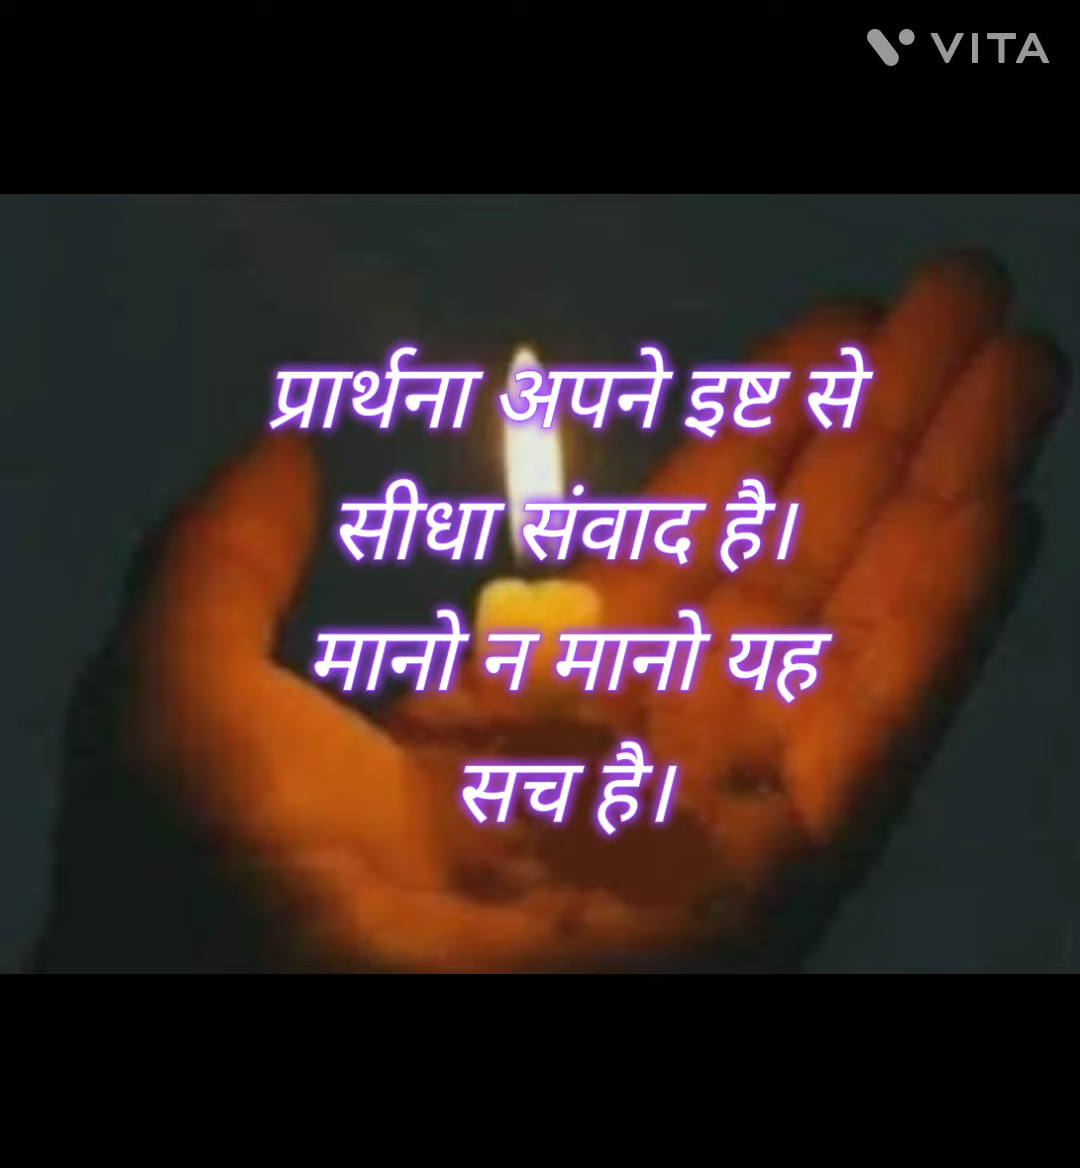 VITA
प्रार्थना अपने इष्ट से
सीधा संवाद है।
मानो न मानो यह
सच है।